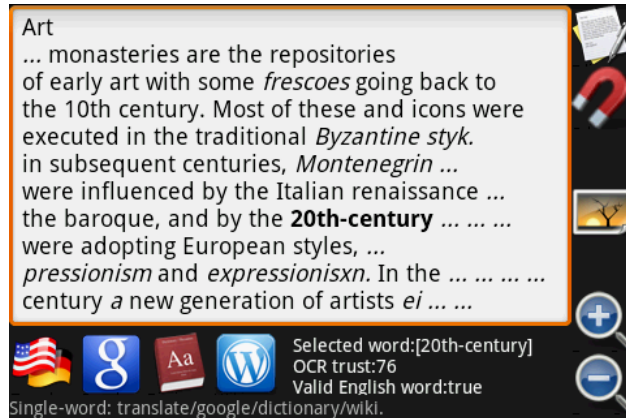 Art
... monasteries are the repositories
of early art with some frescoes going back to
the 10th century. Most of these and icons were
executed in the traditional Byzantine styk.
in subsequent centuries, Montenegrin ...
were influenced by the Italian renaissance ...
the baroque, and by the 20th-century ... ... ...
were adopting European styles, ...
pressionism and expressionisxn. In the ... ... ... ...
century a new generation of artists ei ... ...
g
Aa
W
Selected word:[20th-century]
OCR trust:76
Valid English word:true
Single-word: translate/google/dictionary/wiki.